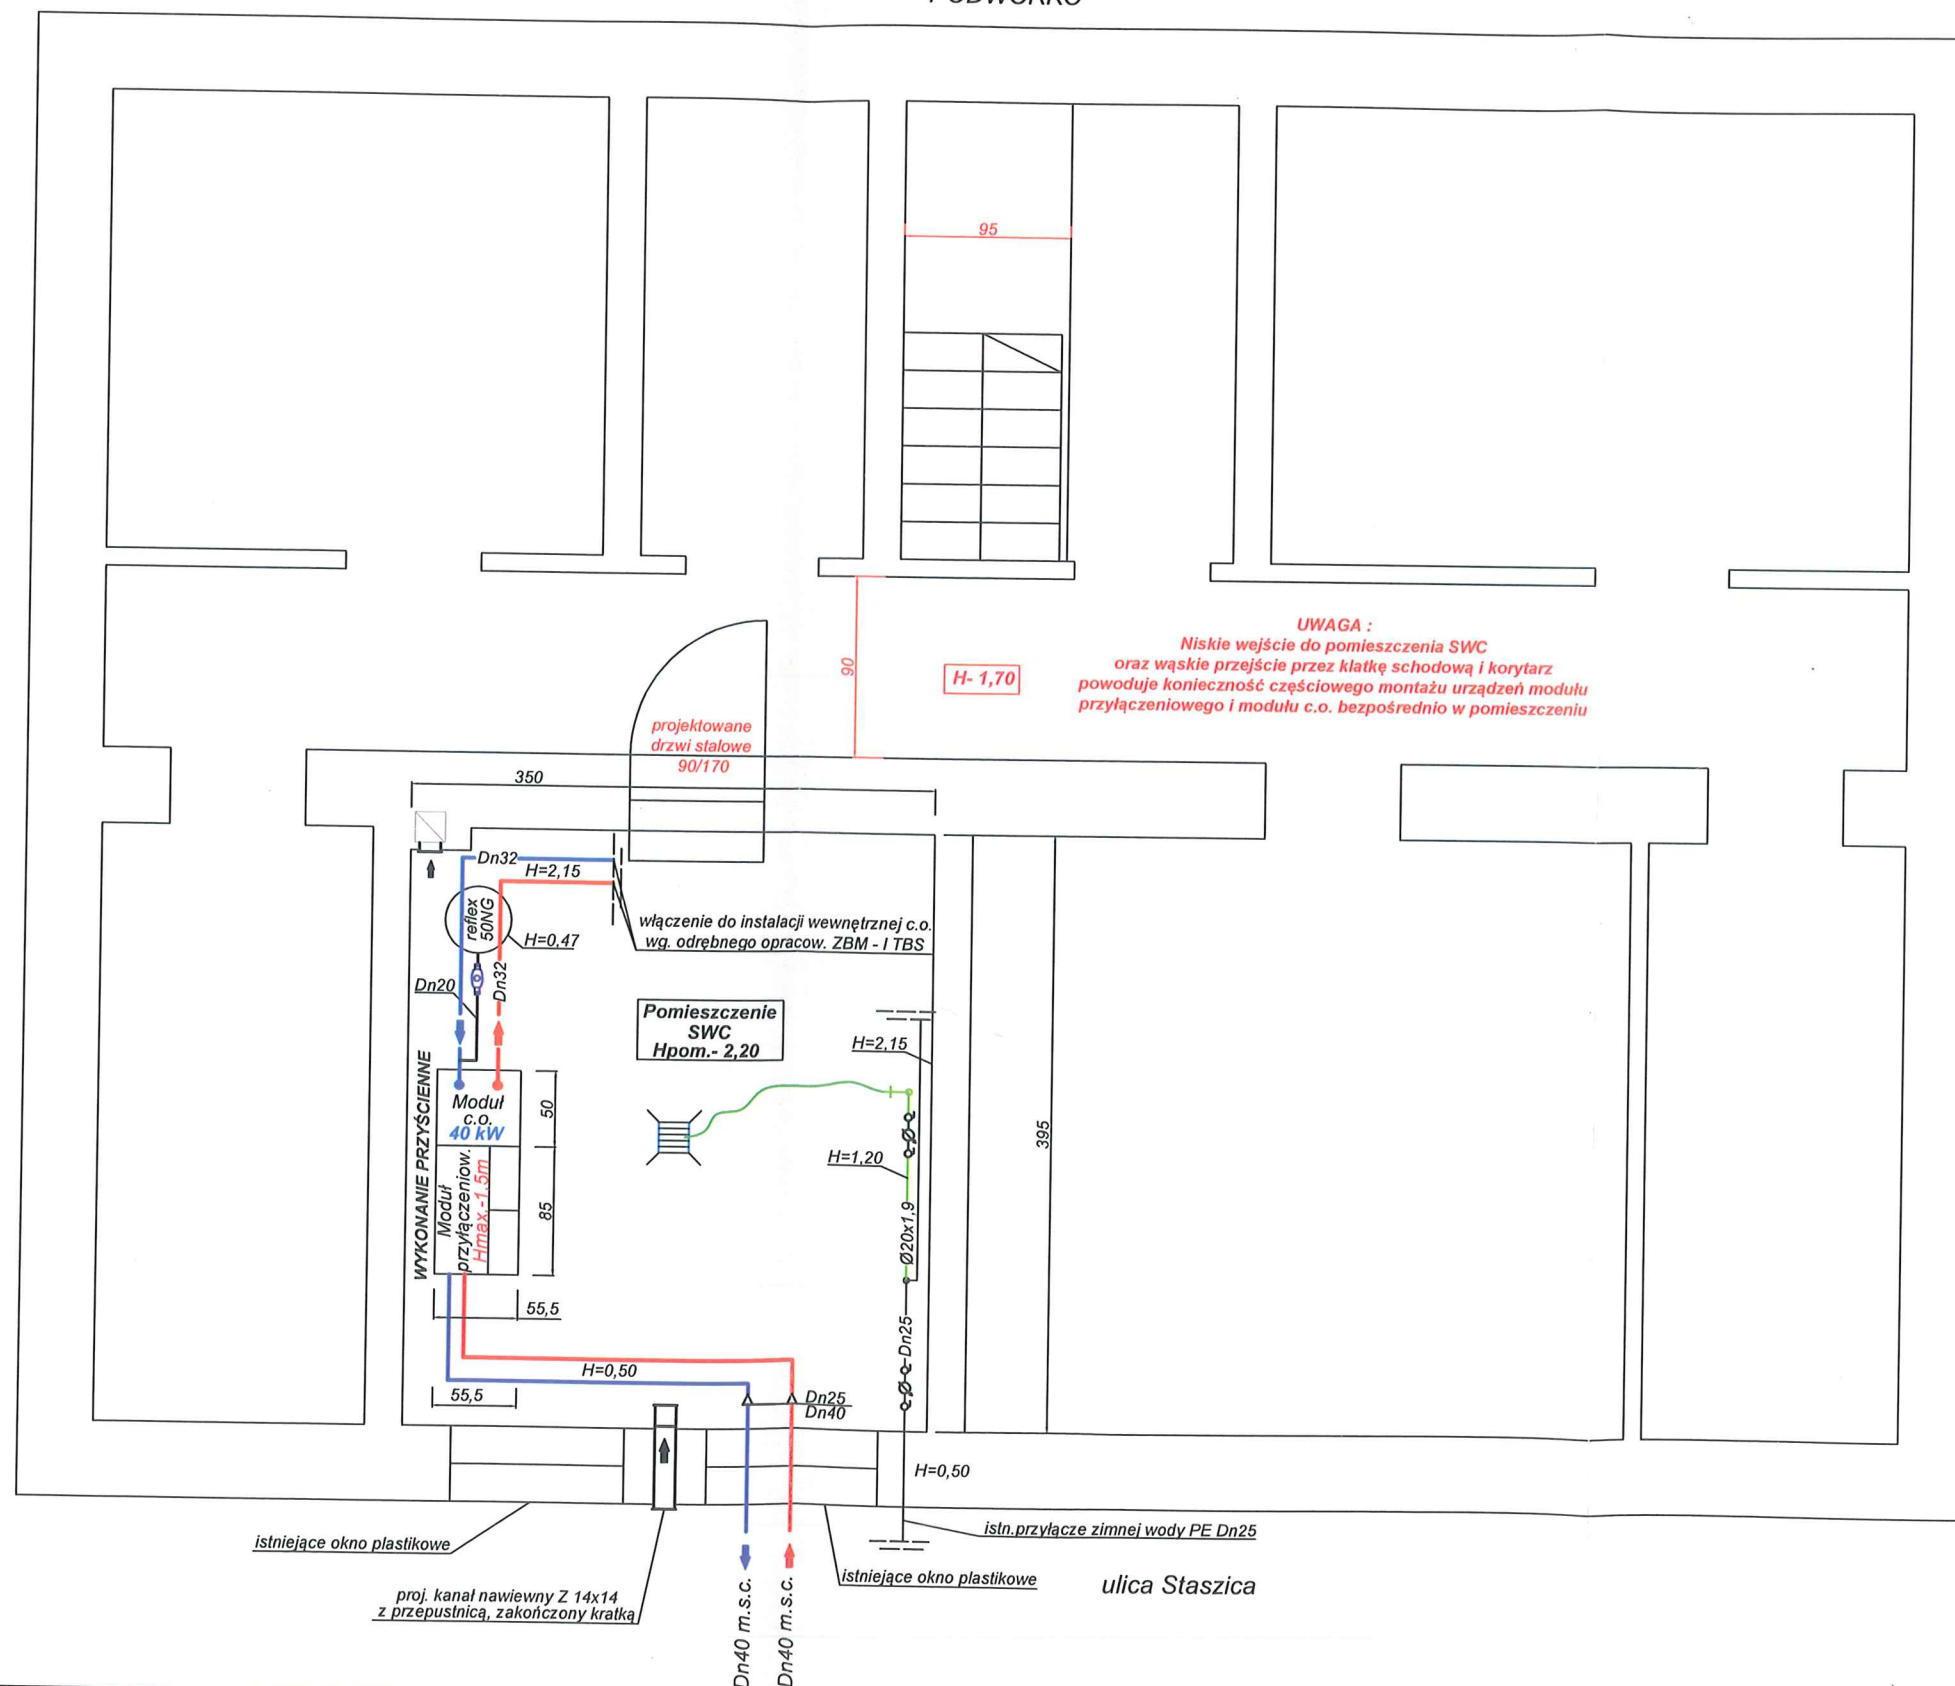 PODWÓRKO
95
UWAGA :
Niskie wejście do pomieszczenia SWC
oraz wąskie przejście przez klatkę schodową i korytarz
powoduje konieczność częściowego montażu urządzeń modułu
przyłączeniowego i modułu c.o. bezpośrednio w pomieszczeniu
90
H- 1,70
projektowane
drzwi stalowe
90/170
350
Dn32
H=2,15
reflex
50NG
H=0,47
włączenie do instalacji wewnętrznej c.o.
wg. odrębnego opracow. ZBM - I TBS
Dn20
Dn32
Pomieszczenie
SWC
Hpom.- 2,20
H=2,15
WYKONANIE PRZYŚCIENNE
Moduł
c.o.
40 kW
50
395
H=1,20
Moduł
przyłączeniow.
Hmax.-1,5m
85
Ø20x1,9
55,5
Dn25
H=0,50
55,5
Dn25
Dn40
H=0,50
istniejące okno plastikowe
istn.przyłącze zimnej wody PE Dn25
istniejące okno plastikowe
ulica Staszica
proj. kanał nawiewny Z 14x14
z przepustnicą, zakończony kratką
Dn40 m.s.c.
Dn40 m.s.c.